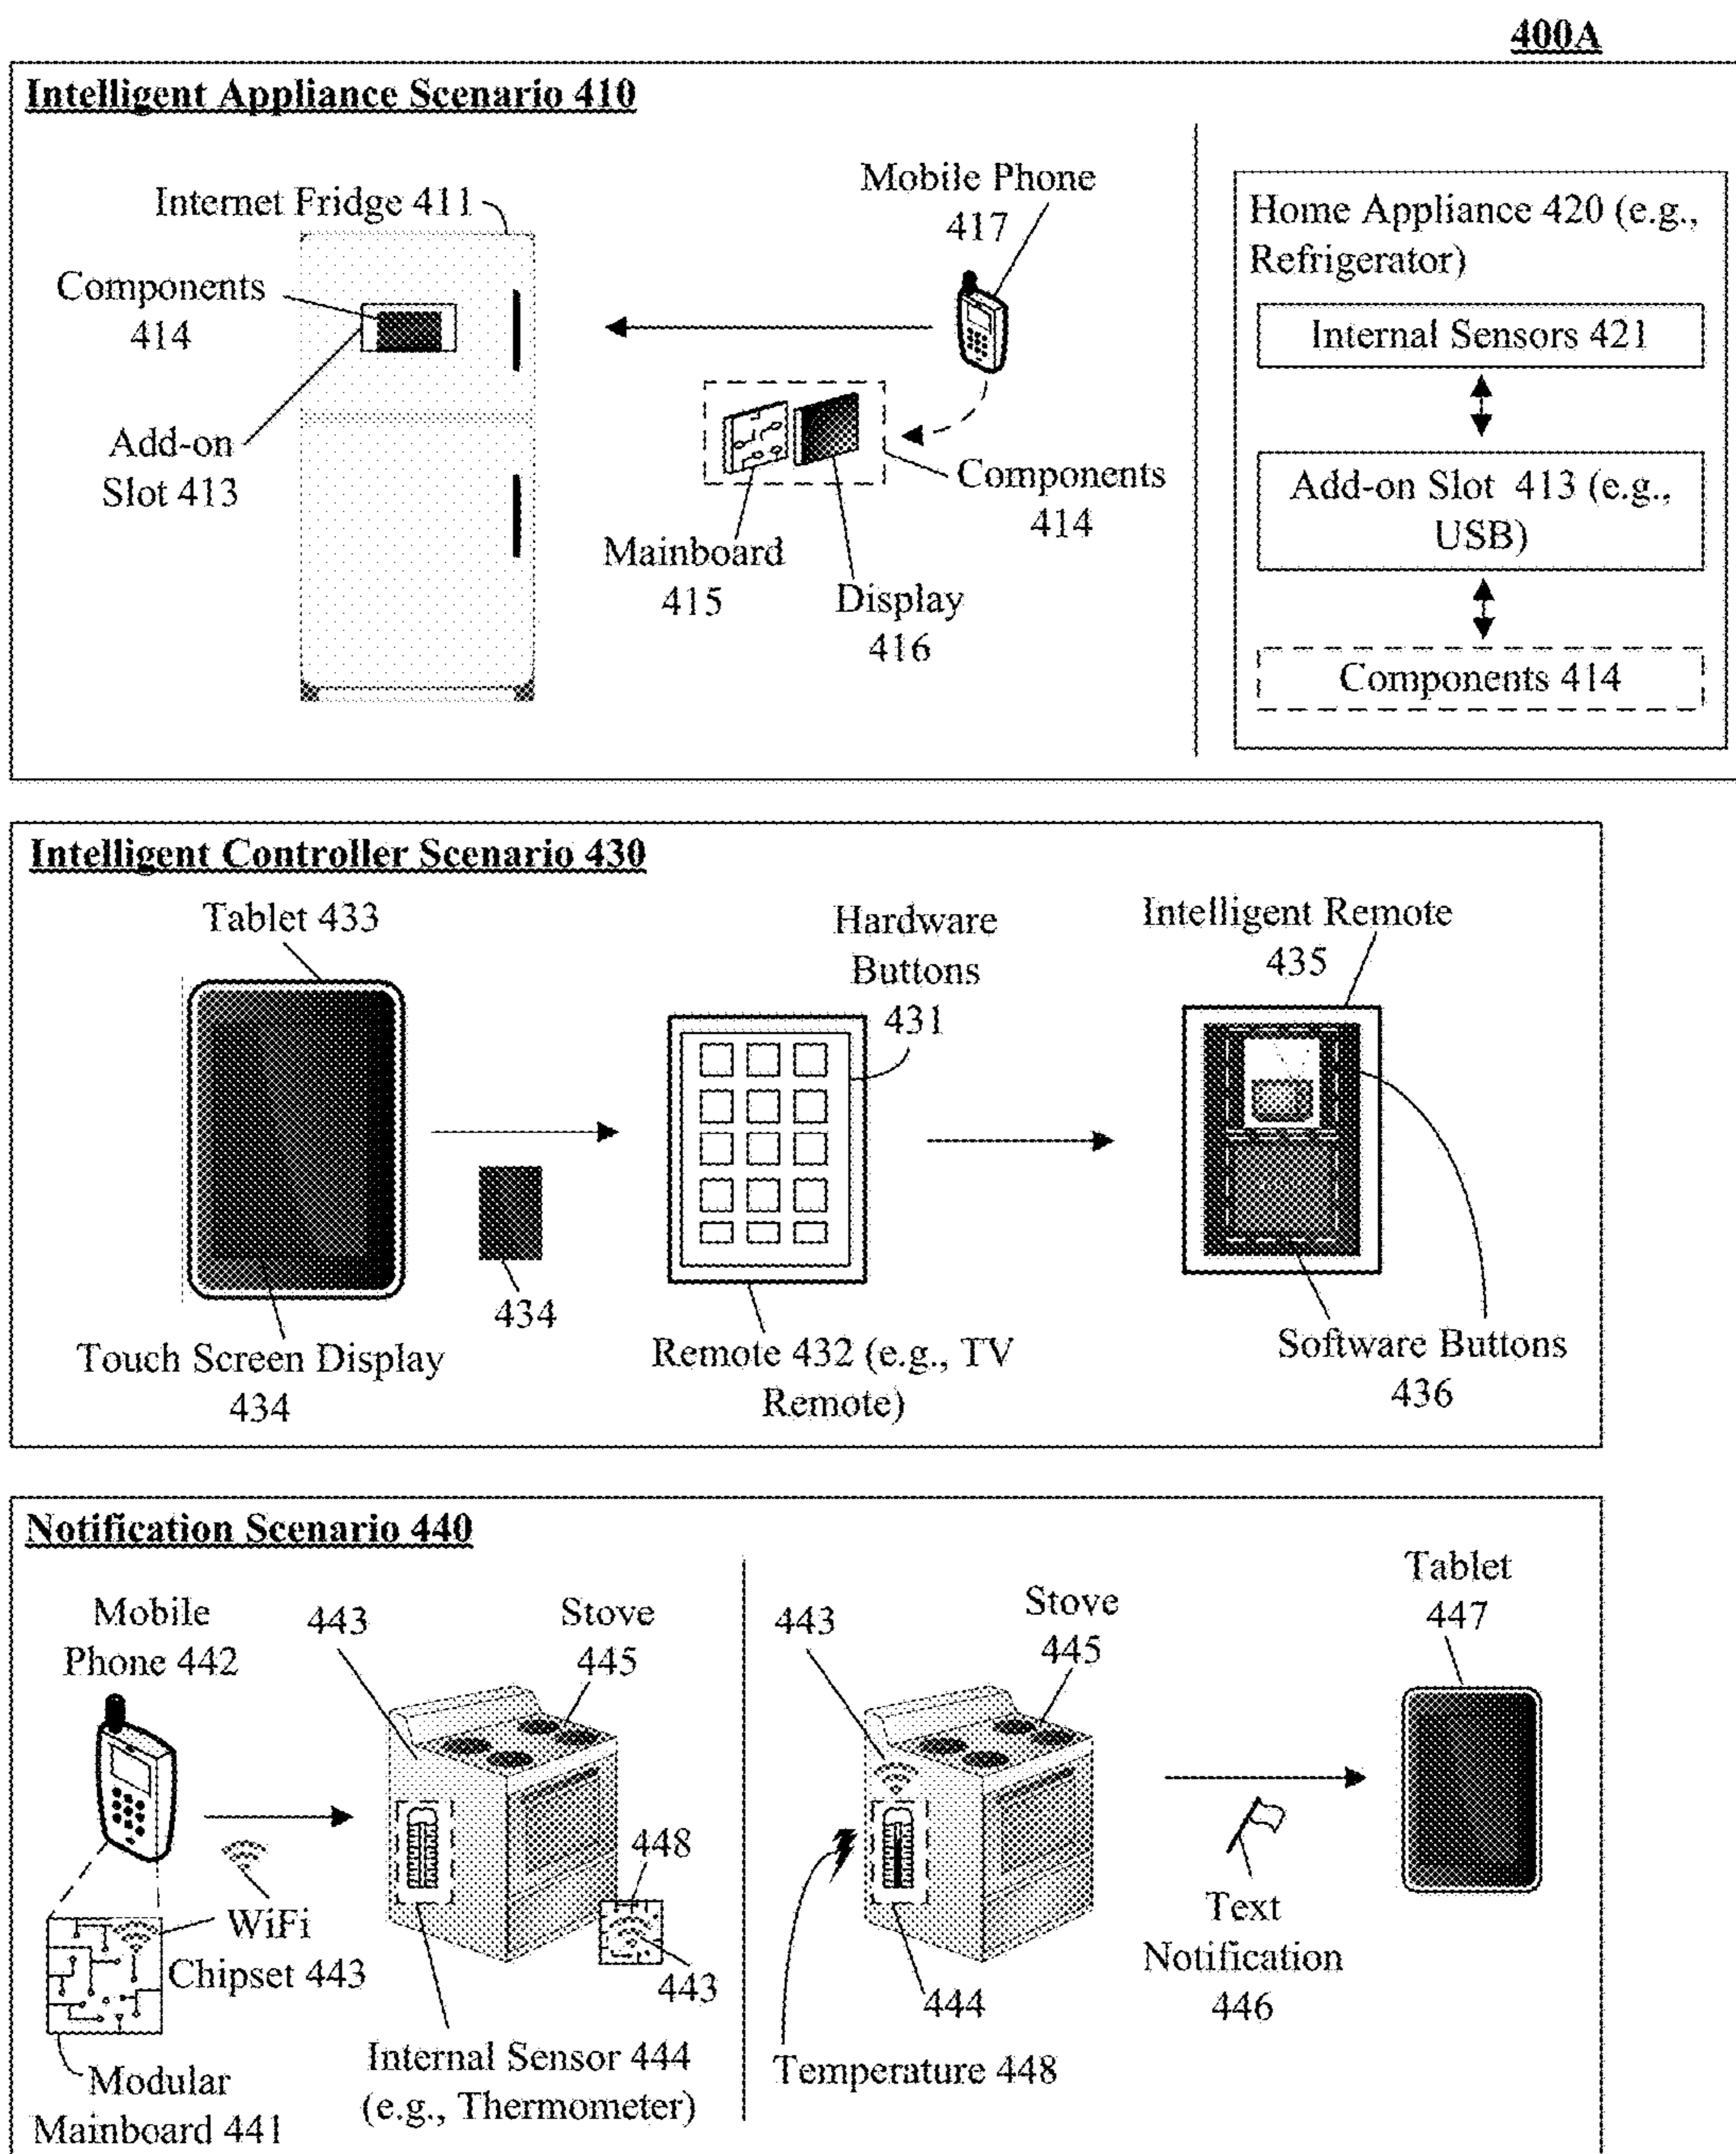 400A
Intelligent Appliance Scenario 410
Internet Fridge 411
Components
414
Add-on
Slot 413
Mobile Phone
417
Components
414
Mainboard
415
Display
416
Home Appliance 420 (e.g.,
Refrigerator)
Internal Sensors 421
Add-on Slot 413 (e.g.,
USB)
Components 414
Intelligent Controller Scenario 430
Tablet 433
Touch Screen Display
434
434
Hardware
Buttons
431
Remote 432 (e.g., TV
Remote)
Intelligent Remote
435
Software Buttons
436
Notification Scenario 440
Mobile
Phone 442
443
Stove
445
WiFi
Chipset 443
448
443
Modular
Mainboard 441
Internal Sensor 444
(e.g., Thermometer)
443
Stove
445
444
Temperature 448
Text
Notification
446
Tablet
447